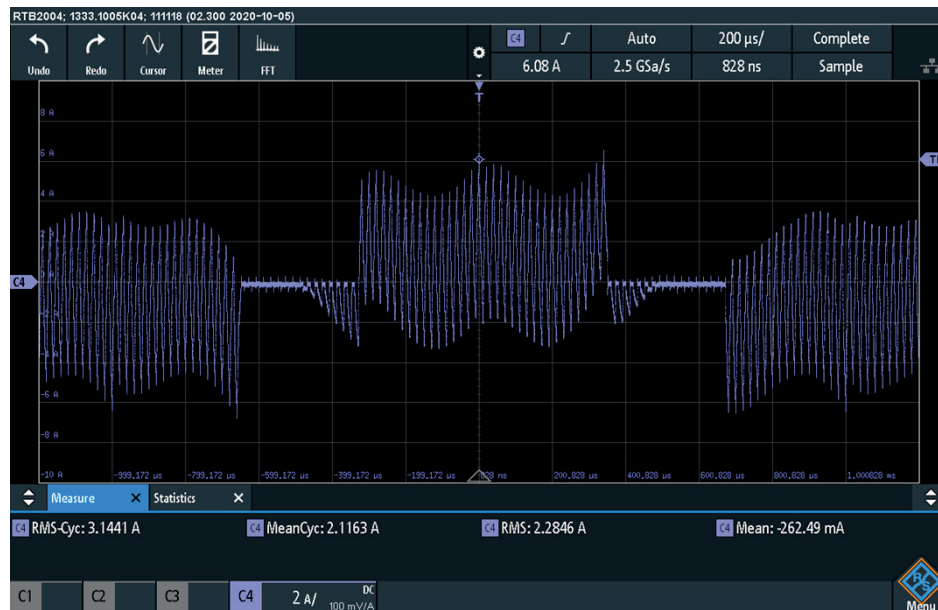 RTB2004; 1333.1005K04; 111118 (02.300 2020-10-05)
Undo Redo Cursor Meter FFT
C4 Auto 200 µs/ Complete
6.08 A 2.5 GSa/s 828 ns Sample
T
8 A
6 A
TL
4 A
2 A
0 A
C4
-2 A
-4 A
-6 A
-8 A
-10 A -999.172 µs -799.172 µs -599.172 µs -399.172 µs -199.172 µs 828 ns 200.828 µs 400.828 µs 600.828 µs 800.828 µs 1.000828 ms
Measure X Statistics X
C4 RMS-Cyc: 3.1441 A C4 MeanCyc: 2.1163 A C4 RMS: 2.2846 A C4 Mean: -262.49 mA
C1 C2 C3 C4 2 A/ DC
100 mV/A
R S
Menu